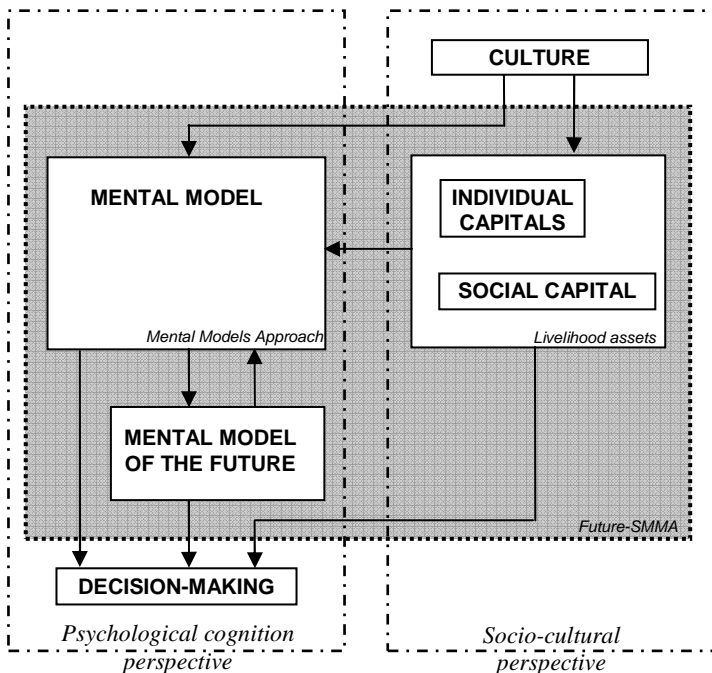 CULTURE
MENTAL MODEL
Mental Models Approach
INDIVIDUAL
CAPITALS
SOCIAL CAPITAL
Livelihood assets
MENTAL MODEL
OF THE FUTURE
Future-SMMA
DECISION-MAKING
Psychological cognition
perspective
Socio-cultural
perspective